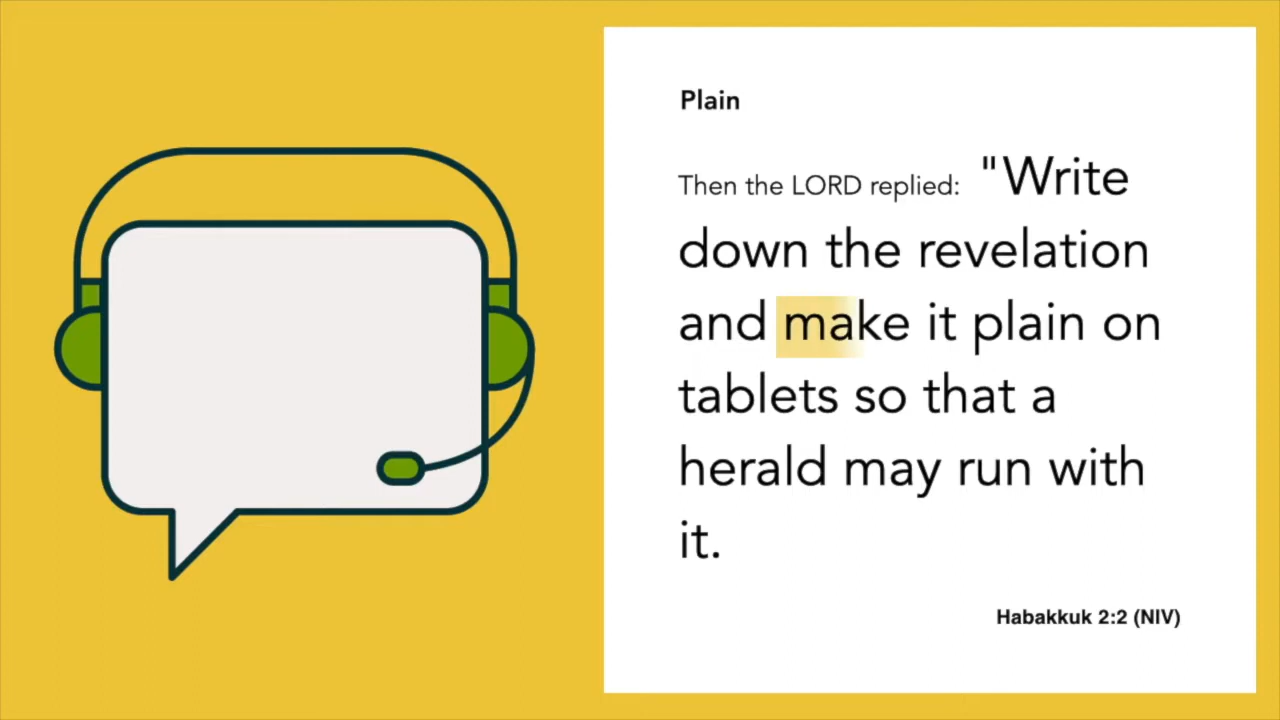 Plain
Then the LORD replied: "Write
down the revelation
and make it plain on
tablets so that a
herald may run with
it.
Habakkuk 2:2 (NIV)